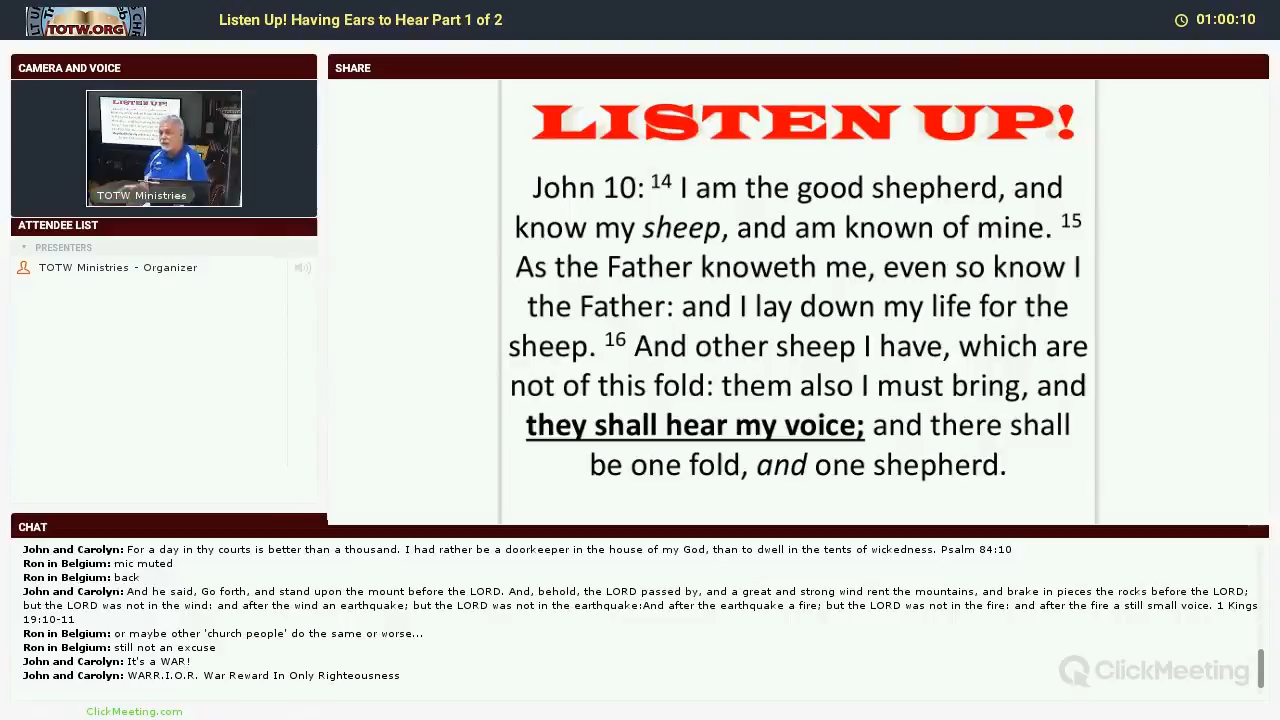 TOTW.ORG
Listen Up! Having Ears to Hear Part 1 of 2
01:00:10
CAMERA AND VOICE
LISTEN UP!
TOTW Ministries
ATTENDEE LIST
PRESENTERS
TOTW Ministries - Organizer
SHARE
LISTEN UP!
John 10: 14 I am the good shepherd, and
know my sheep, and am known of mine. 15
As the Father knoweth me, even so know I
the Father: and I lay down my life for the
sheep. 16 And other sheep I have, which are
not of this fold: them also I must bring, and
they shall hear my voice; and there shall
be one fold, and one shepherd.
CHAT
John and Carolyn: For a day in thy courts is better than a thousand. I had rather be a doorkeeper in the house of my God, than to dwell in the tents of wickedness. Psalm 84:10
Ron in Belgium: mic muted
Ron in Belgium: back
John and Carolyn: And he said, Go forth, and stand upon the mount before the LORD. And, behold, the LORD passed by, and a great and strong wind rent the mountains, and brake in pieces the rocks before the LORD;
but the LORD was not in the wind: and after the wind an earthquake; but the LORD was not in the earthquake:And after the earthquake a fire; but the LORD was not in the fire: and after the fire a still small voice. 1 Kings
19:10-11
Ron in Belgium: or maybe other 'church people' do the same or worse...
Ron in Belgium: still not an excuse
John and Carolyn: It's a WAR!
John and Carolyn: WARR.I.O.R. War Reward In Only Righteousness
ClickMeeting
ClickMeeting.com